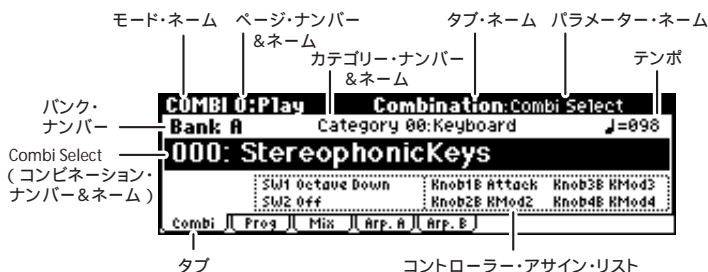 モード・ネーム
ページ・ナンバー
&ネーム
カテゴリー・ナンバー
&ネーム
タブ・ネーム
パラメーター・ネーム
テンポ
バンク・
ナンバー
COMBI 0:Play Combination:Combi Select
Bank A Category 00:Keyboard ♩=098
Combi Select
(コンビネーション・
ナンバー&ネーム)
000: StereophonicKeys
SW1 Octave Down Knob1B Attack Knob3B KMod3
SW2 Off Knob2B KMod2 Knob4B KMod4
Combi Prog Mix Arp. A Arp. B
タブ
コントローラー・アサイン・リスト